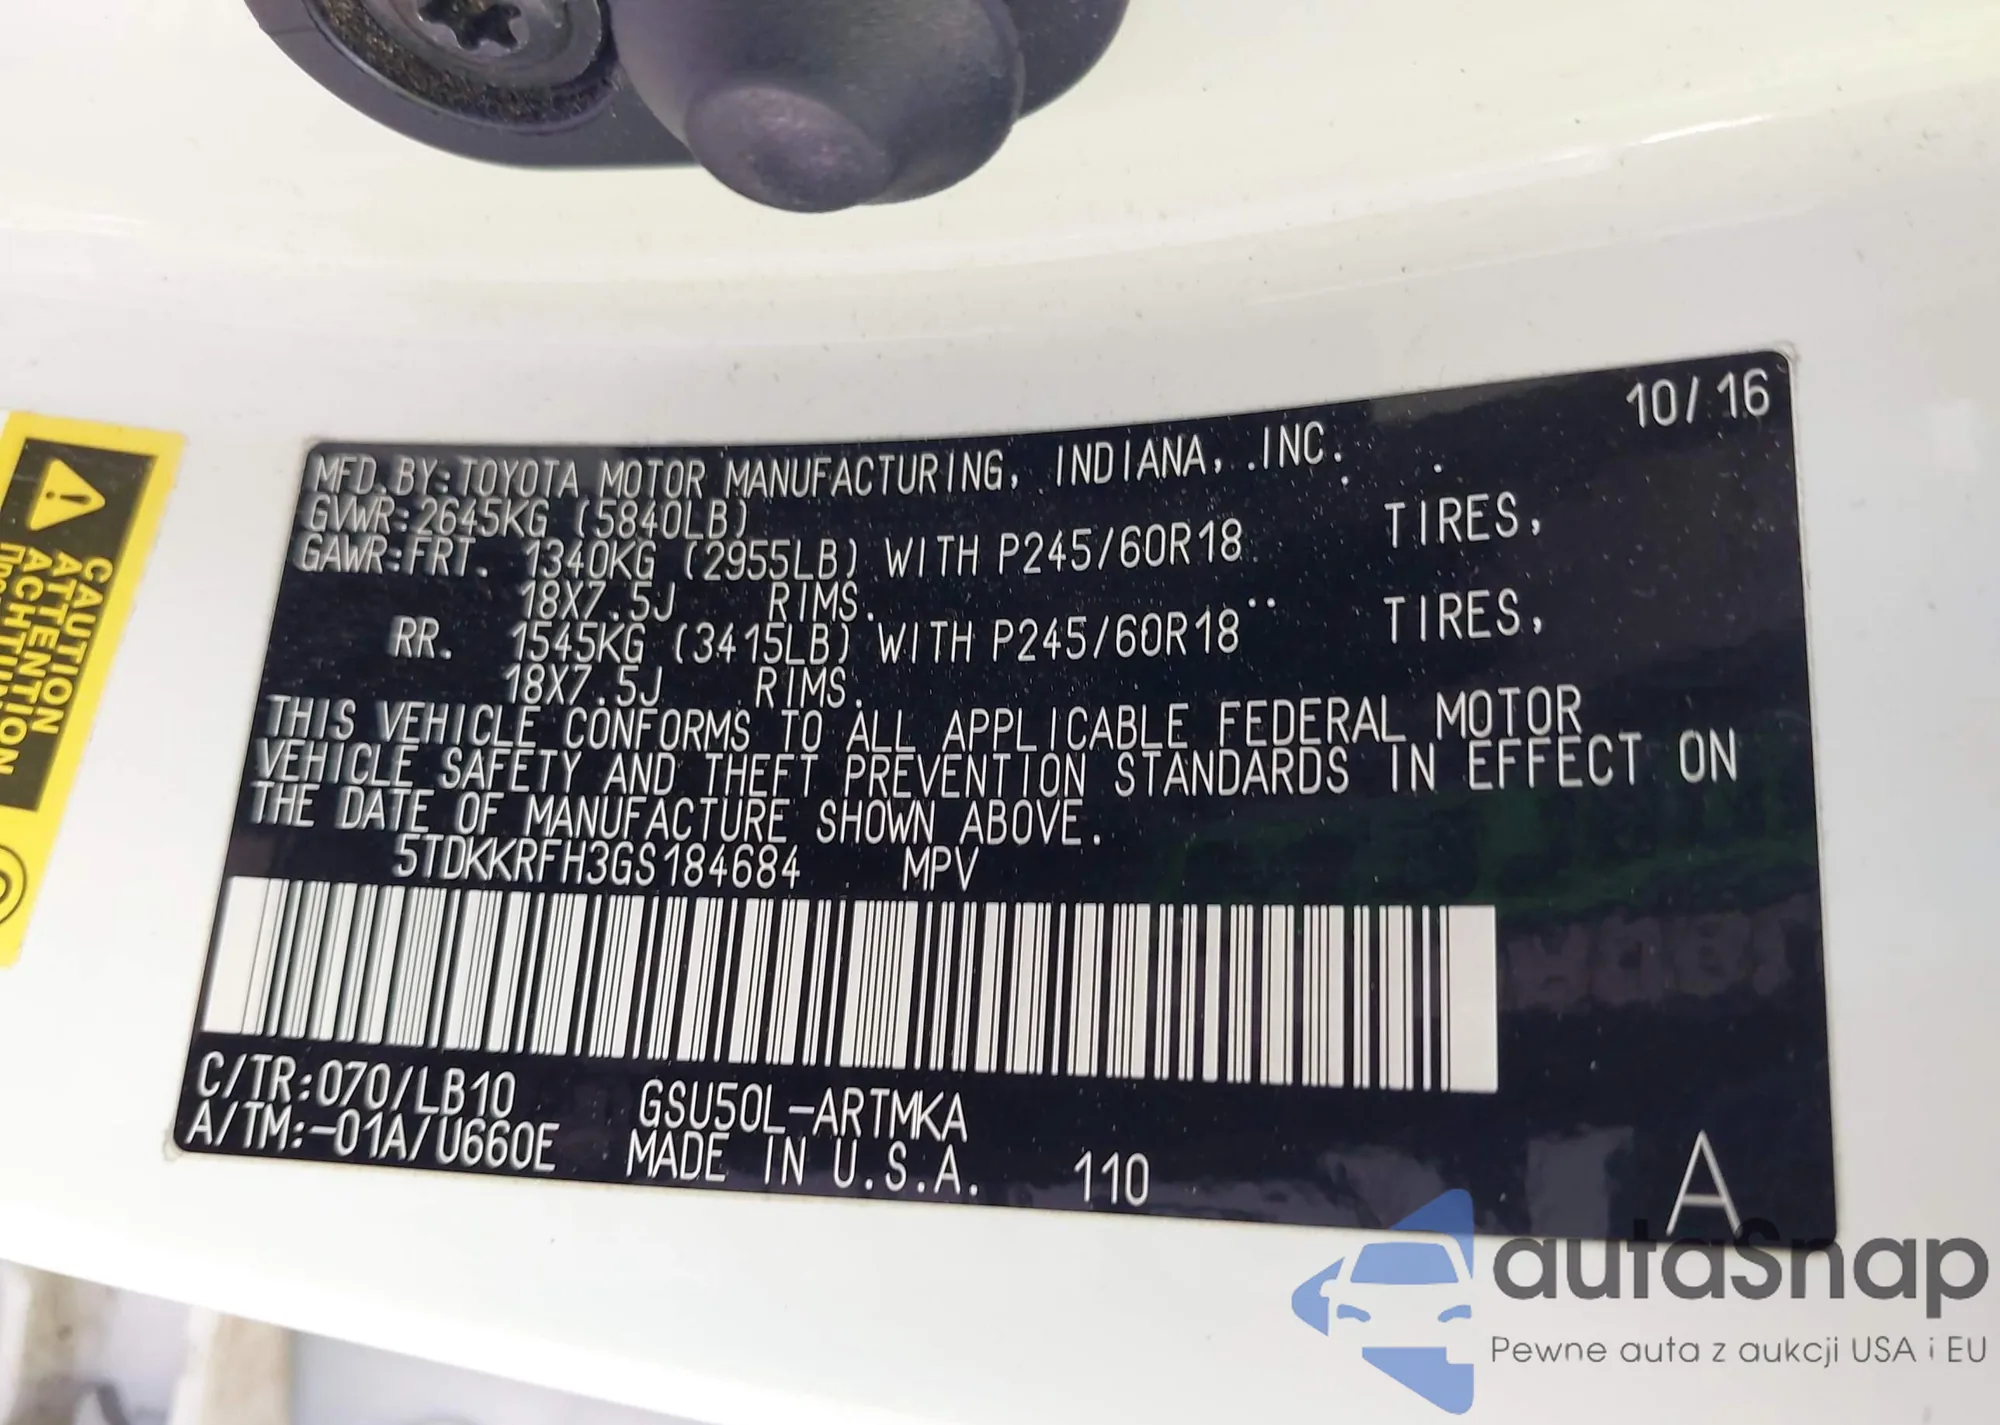 10/16
MFD.BY:TOYOTA MOTOR MANUFACTURING, INDIANA, INC.
GVWR:2645KG (5840LB)
GAWR:FRT. 1340KG (2955LB) WITH P245/60R18 TIRES,
18X7.5J RIMS.
RR. 1545KG (3415LB) WITH P245/60R18 TIRES,
18X7.5J RIMS.
THIS VEHICLE CONFORMS TO ALL APPLICABLE FEDERAL MOTOR
VEHICLE SAFETY AND THEFT PREVENTION STANDARDS IN EFFECT ON
THE DATE OF MANUFACTURE SHOWN ABOVE.
5TDKKRFH3GS184684 MPV
C/TR:070/LB10 GSU50L-ARTMKA
A/TM:-01A/U660E MADE IN U.S.A. 110
A
CAUTION
ATTENTION
ACHTUNG
autaSnap
Pewne auta z aukcji USA i EU